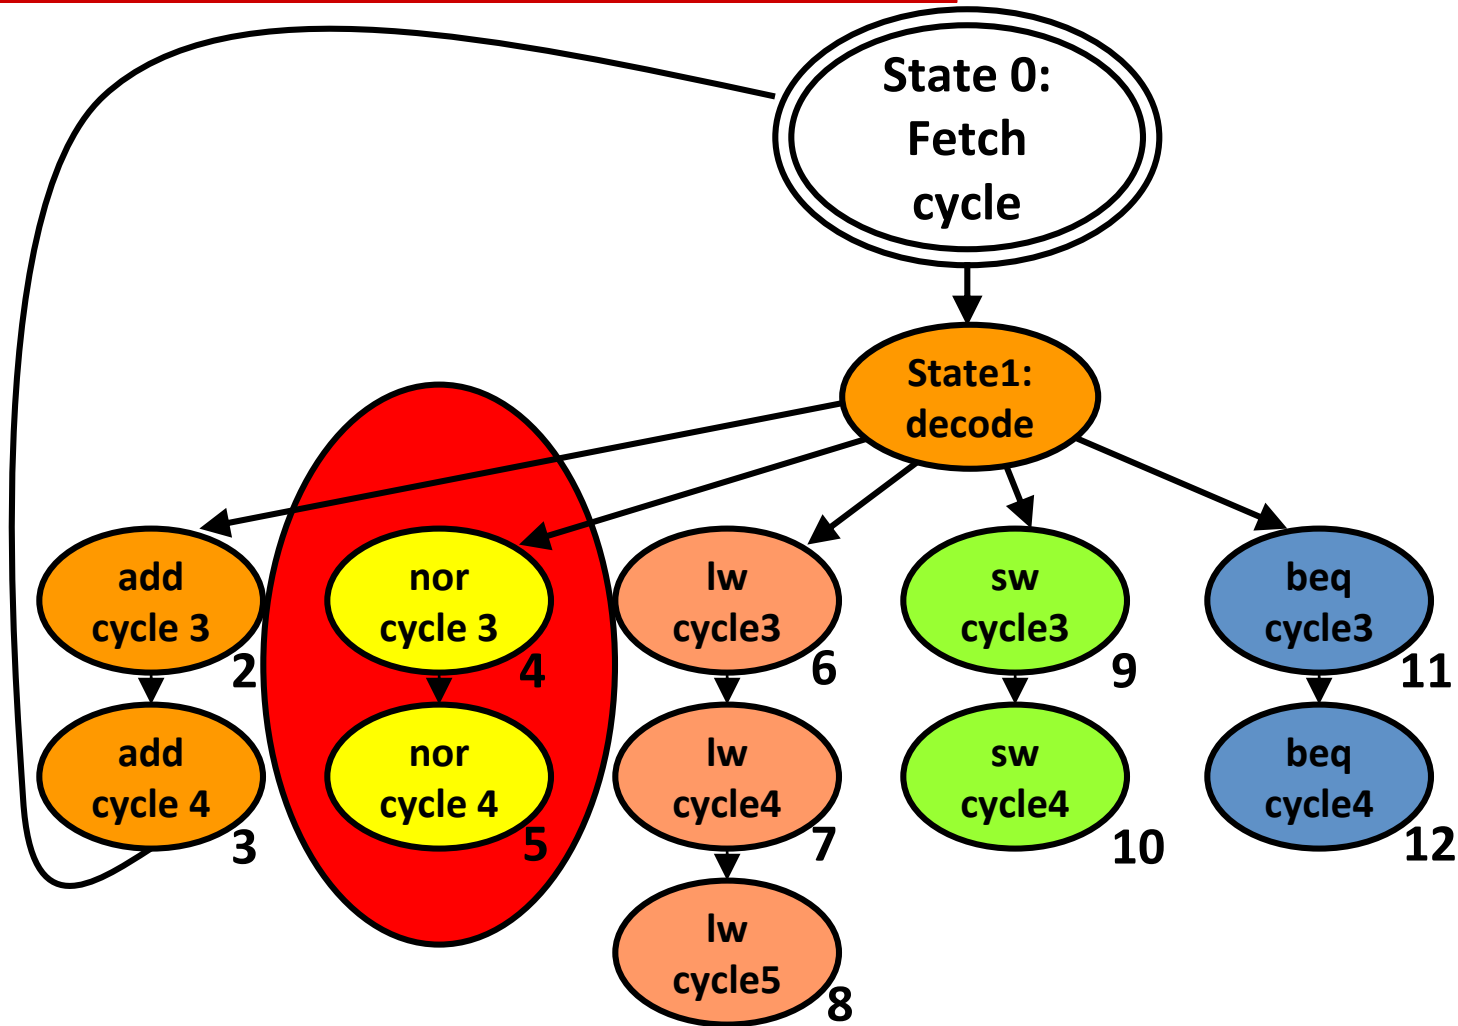 State 0:
Fetch
cycle
State1:
decode
add
cycle 3
2
nor
cycle 3
4
lw
cycle3
6
sw
cycle3
9
beq
cycle3
11
add
cycle 4
3
nor
cycle 4
5
lw
cycle4
7
sw
cycle4
10
beq
cycle4
12
lw
cycle5
8